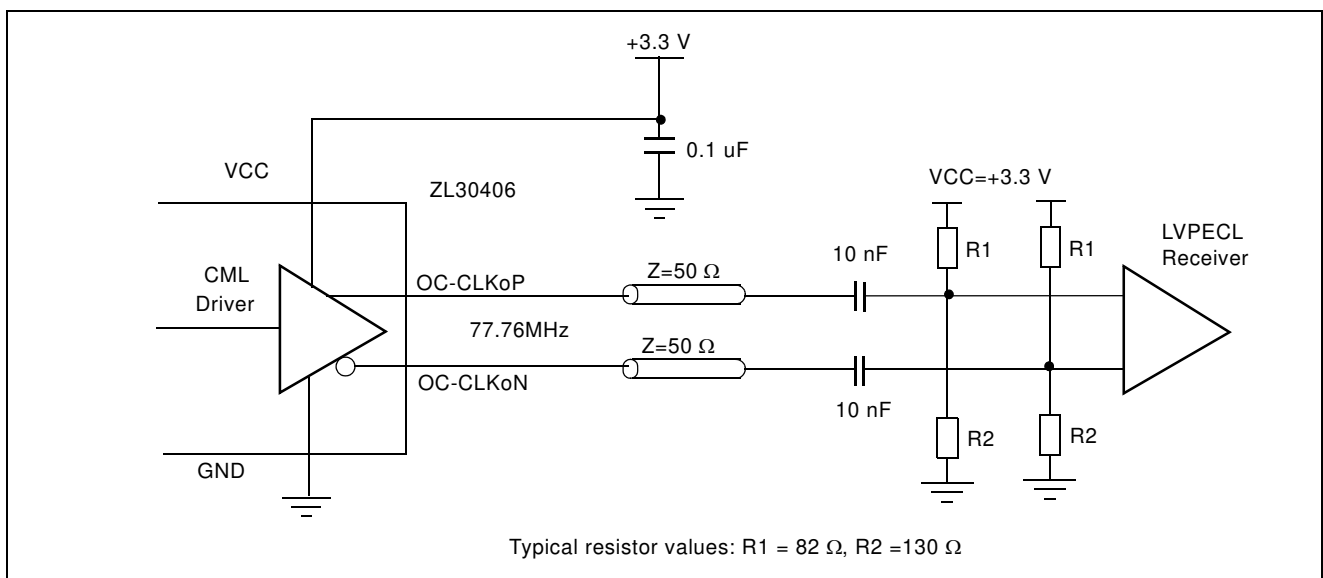 +3.3 V
0.1 uF
VCC
ZL30406
VCC=+3.3 V
R1
R1
LVPECL
Receiver
10 nF
CML
Driver
OC-CLKoP
Z=50 Ω
77.76MHz
Z=50 Ω
OC-CLKoN
10 nF
R2
R2
GND
Typical resistor values: R1 = 82 Ω, R2 =130 Ω